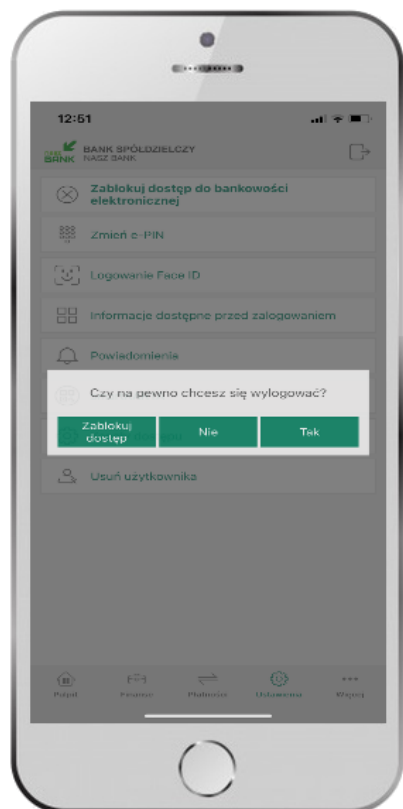 12:51
BANK
BANK SPÓŁDZIELCZY
NASZ BANK
Zablokuj dostęp do bankowości
elektronicznej
Zmień e-PIN
Logowanie Face ID
Informacje dostępne przed zalogowaniem
Powiadomienia
Czy na pewno chcesz się wylogować?
Zablokuj
dostęp
Nie
Tak
Usuń użytkownika
Pulpit
Finanse
Płatności
Ustawienia
Więcej